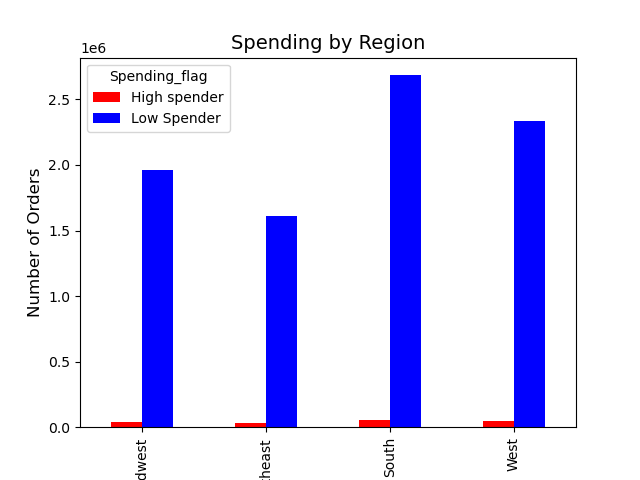 Spending by Region
1e6
Spending_flag
High spender
Low Spender
Number of Orders
2.5
2.0
1.5
1.0
0.5
0.0
dwest
theast
South
West